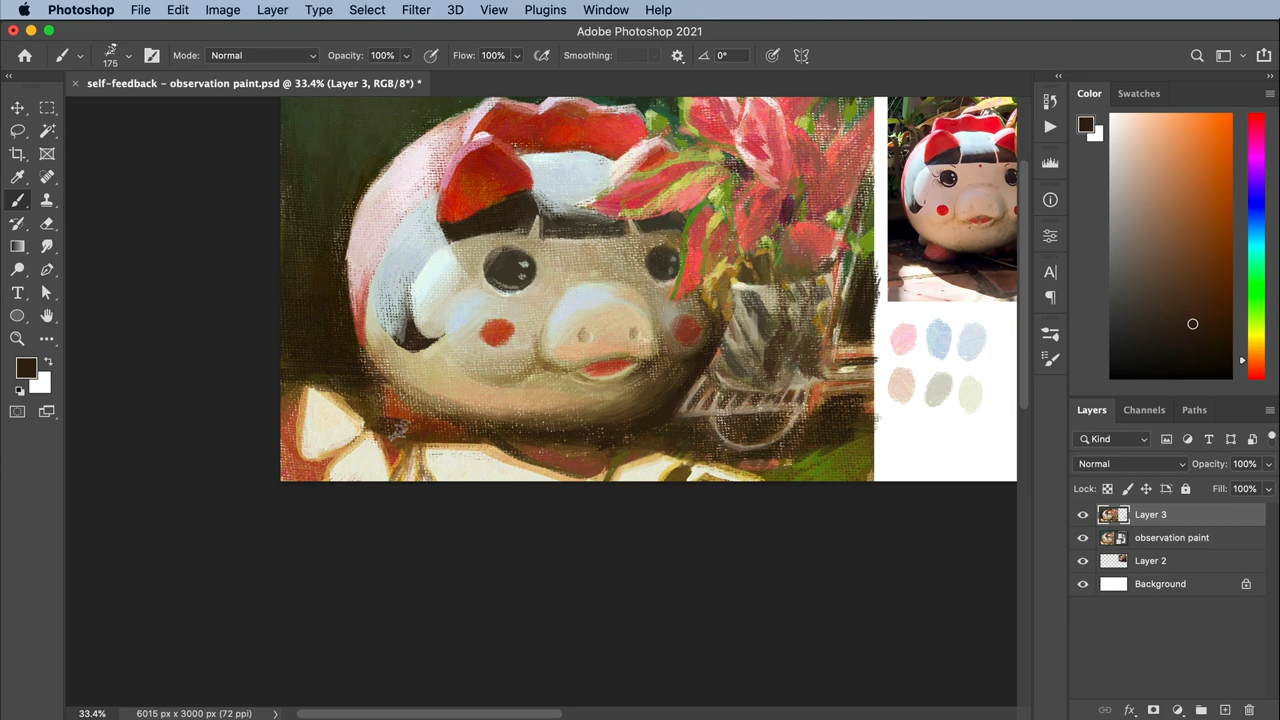 Photoshop File Edit Image Layer Type Select Filter 3D View Plugins Window Help
Adobe Photoshop 2021
175 Mode: Normal Opacity: 100% Flow: 100% Smoothing: 0°
self-feedback – observation paint.psd @ 33.4% (Layer 3, RGB/8*) *
Color Swatches
Layers Channels Paths
Kind
Normal Opacity: 100%
Lock: Fill: 100%
Layer 3
observation paint
Layer 2
Background
33.4% 6015 px x 3000 px (72 ppi)